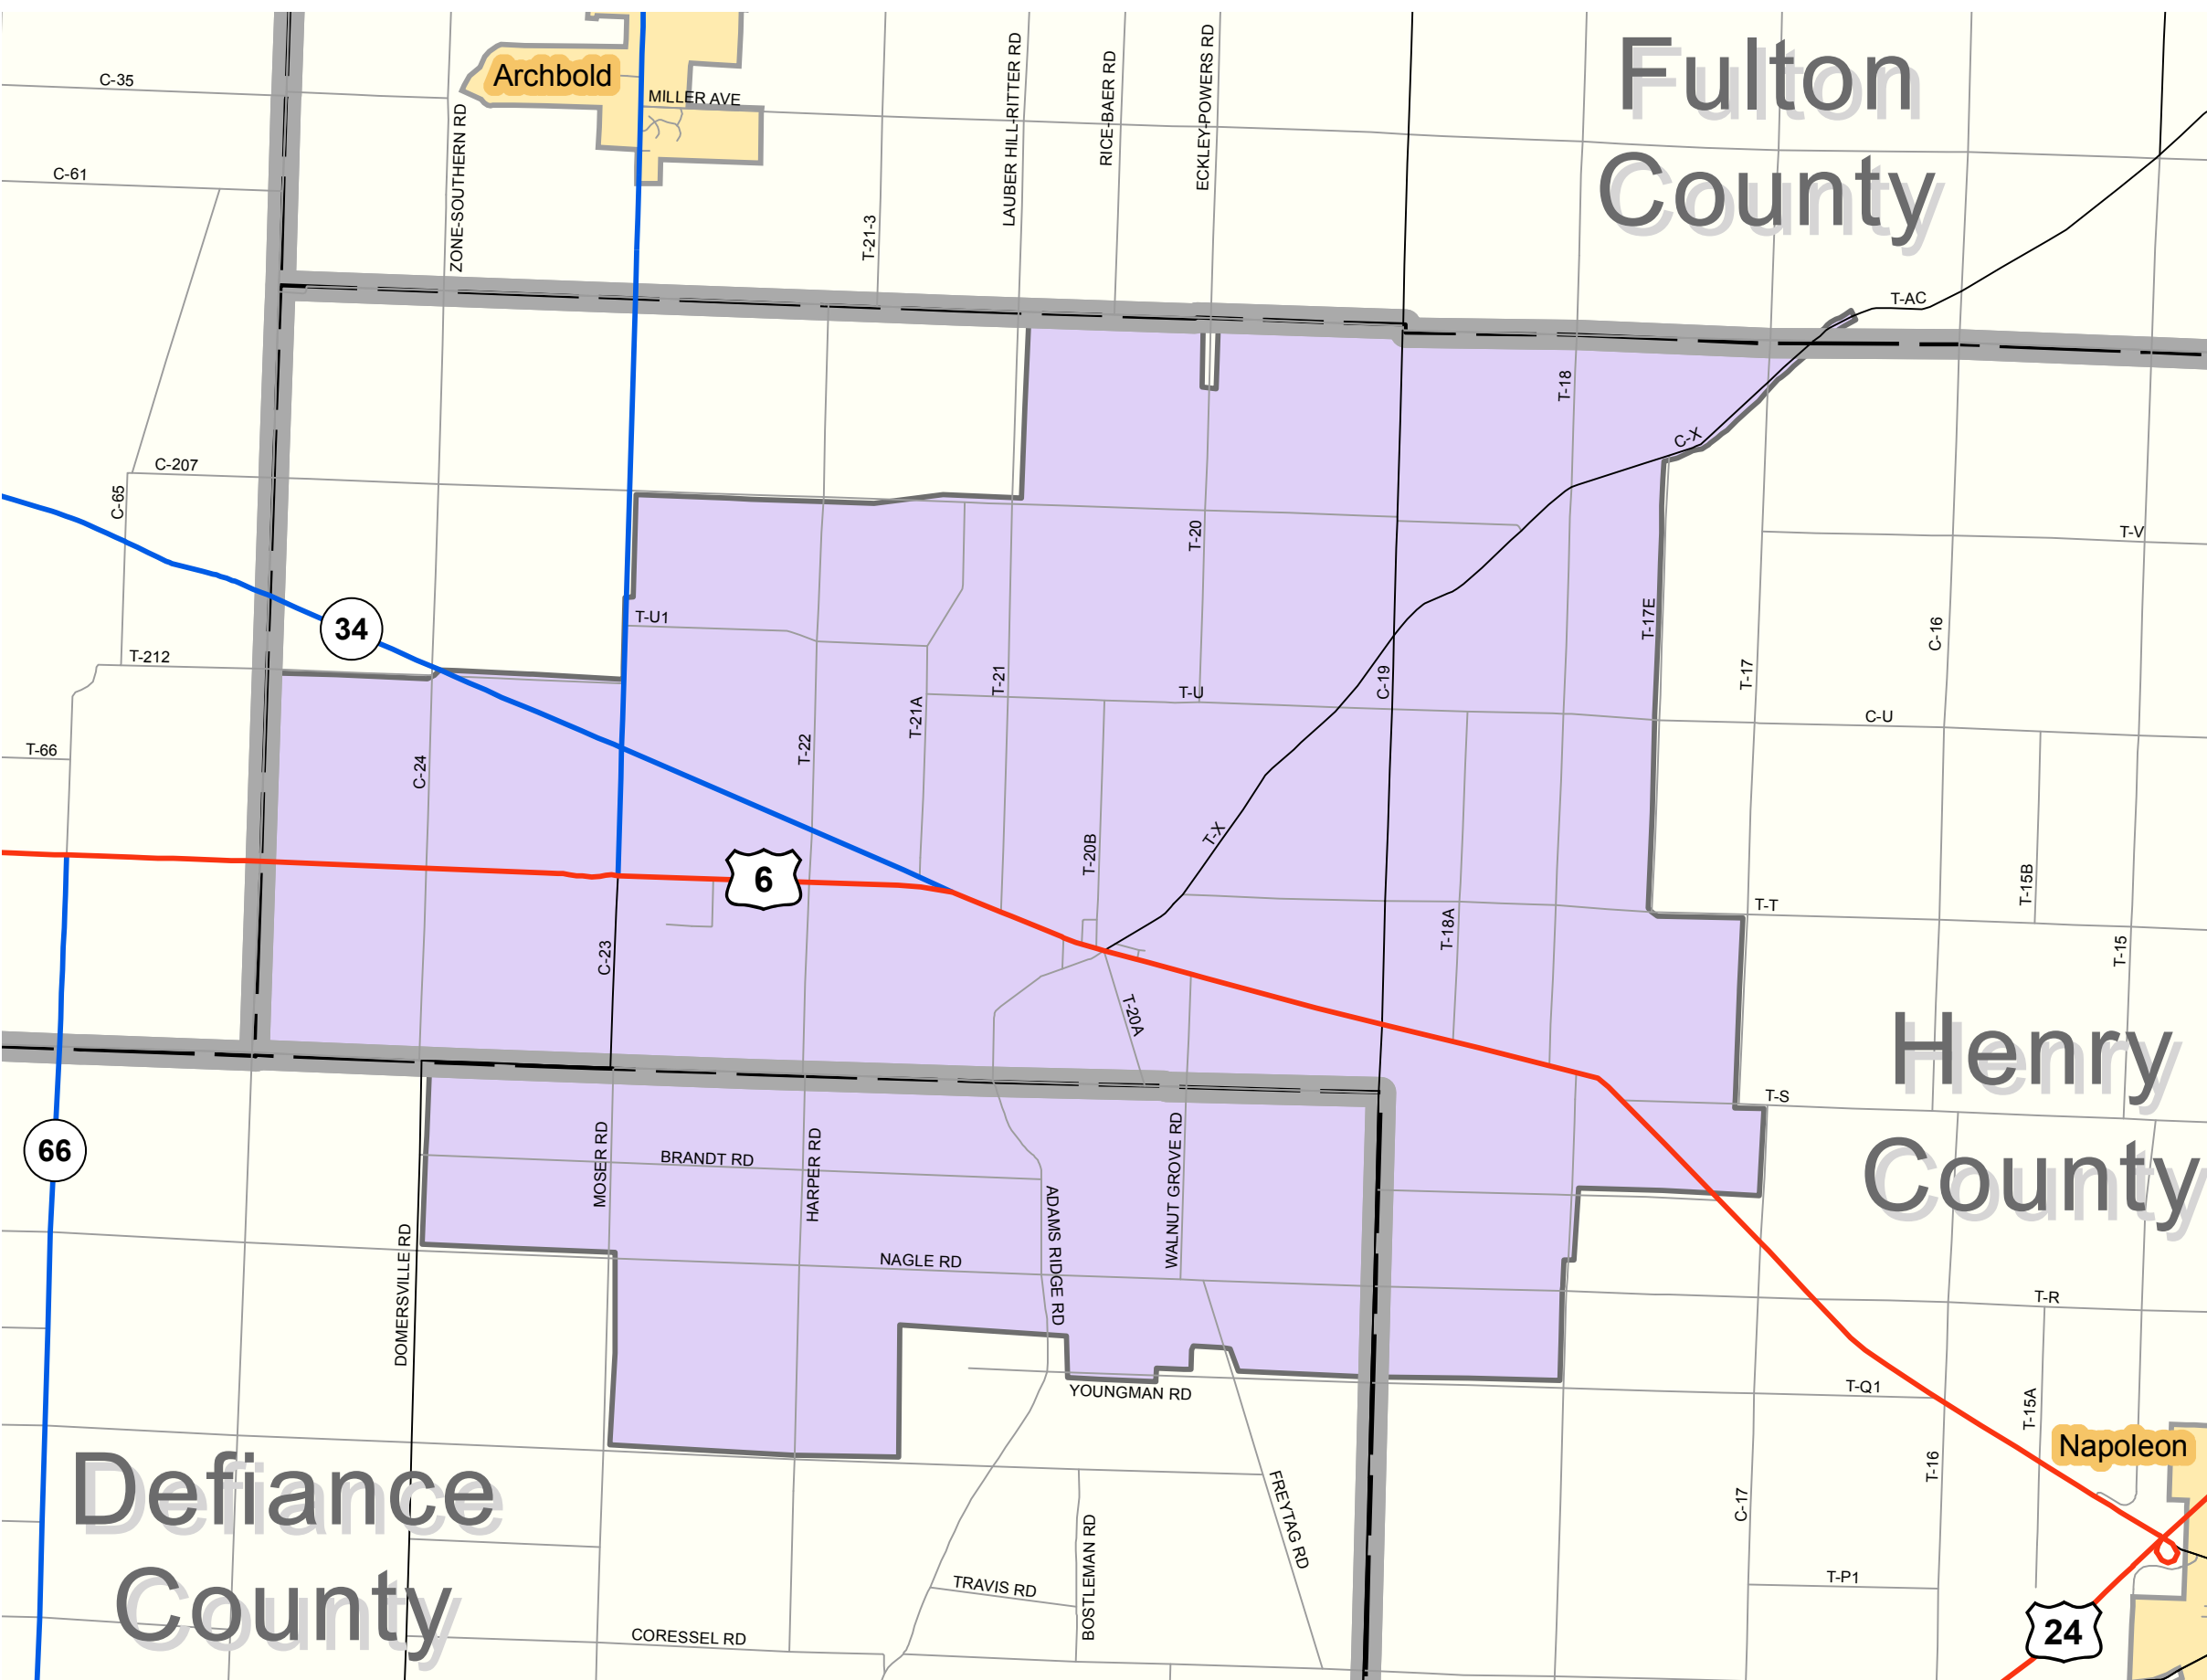 Fulton
County
Archbold
C-35
MILLER AVE
ZONE-SOUTHERN RD
LAUBER HILL-RITTER RD
RICE-BAER RD
ECKLEY-POWERS RD
C-61
T-21-3
T-AC
T-18
C-X
C-207
C-65
T-20
T-V
34
T-U1
T-17E
C-16
T-212
T-21
C-19
T-17
T-U
C-U
T-21A
T-22
T-66
C-24
T-X
T-20B
6
T-15B
T-T
T-18A
C-23
T-15
T-20A
Henry
County
T-S
66
MOSER RD
BRANDT RD
HARPER RD
WALNUT GROVE RD
ADAMS RIDGE RD
NAGLE RD
DOMERSVILLE RD
T-R
YOUNGMAN RD
T-Q1
T-15A
Napoleon
T-16
C-17
Defiance
County
FREYTAG RD
BOSTLEMAN RD
TRAVIS RD
T-P1
CORESSEL RD
24